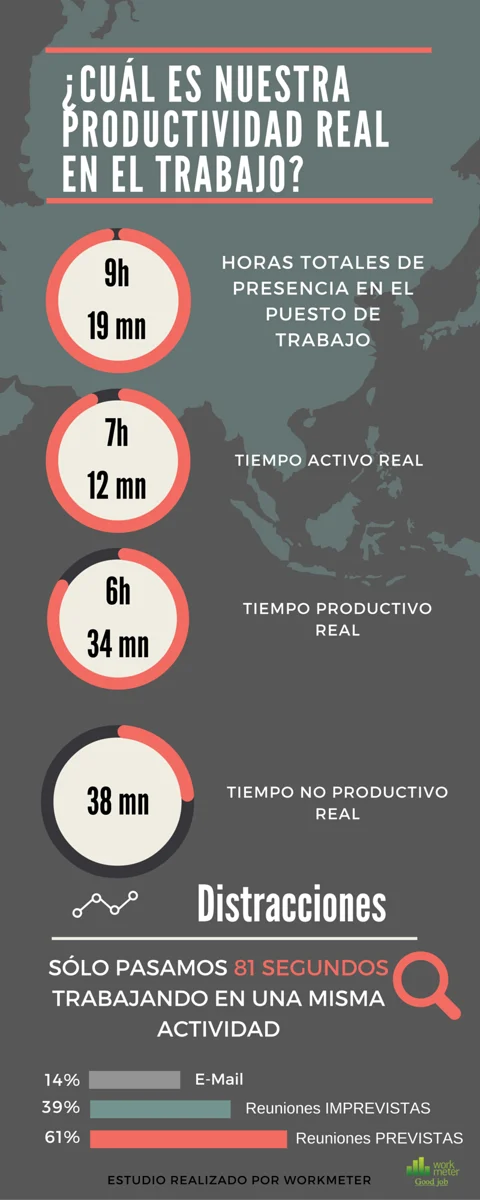 ¿CUÁL ES NUESTRA
PRODUCTIVIDAD REAL
EN EL TRABAJO?
9h
19 mn
HORAS TOTALES DE
PRESENCIA EN EL
PUESTO DE
TRABAJO
7h
12 mn
TIEMPO ACTIVO REAL
6h
34 mn
TIEMPO PRODUCTIVO
REAL
38 mn
TIEMPO NO PRODUCTIVO
REAL
Distracciones
SÓLO PASAMOS 81 SEGUNDOS
TRABAJANDO EN UNA MISMA
ACTIVIDAD
14% E-Mail
39% Reuniones IMPREVISTAS
61% Reuniones PREVISTAS
ESTUDIO REALIZADO POR WORKMETER
work
meter
Good job